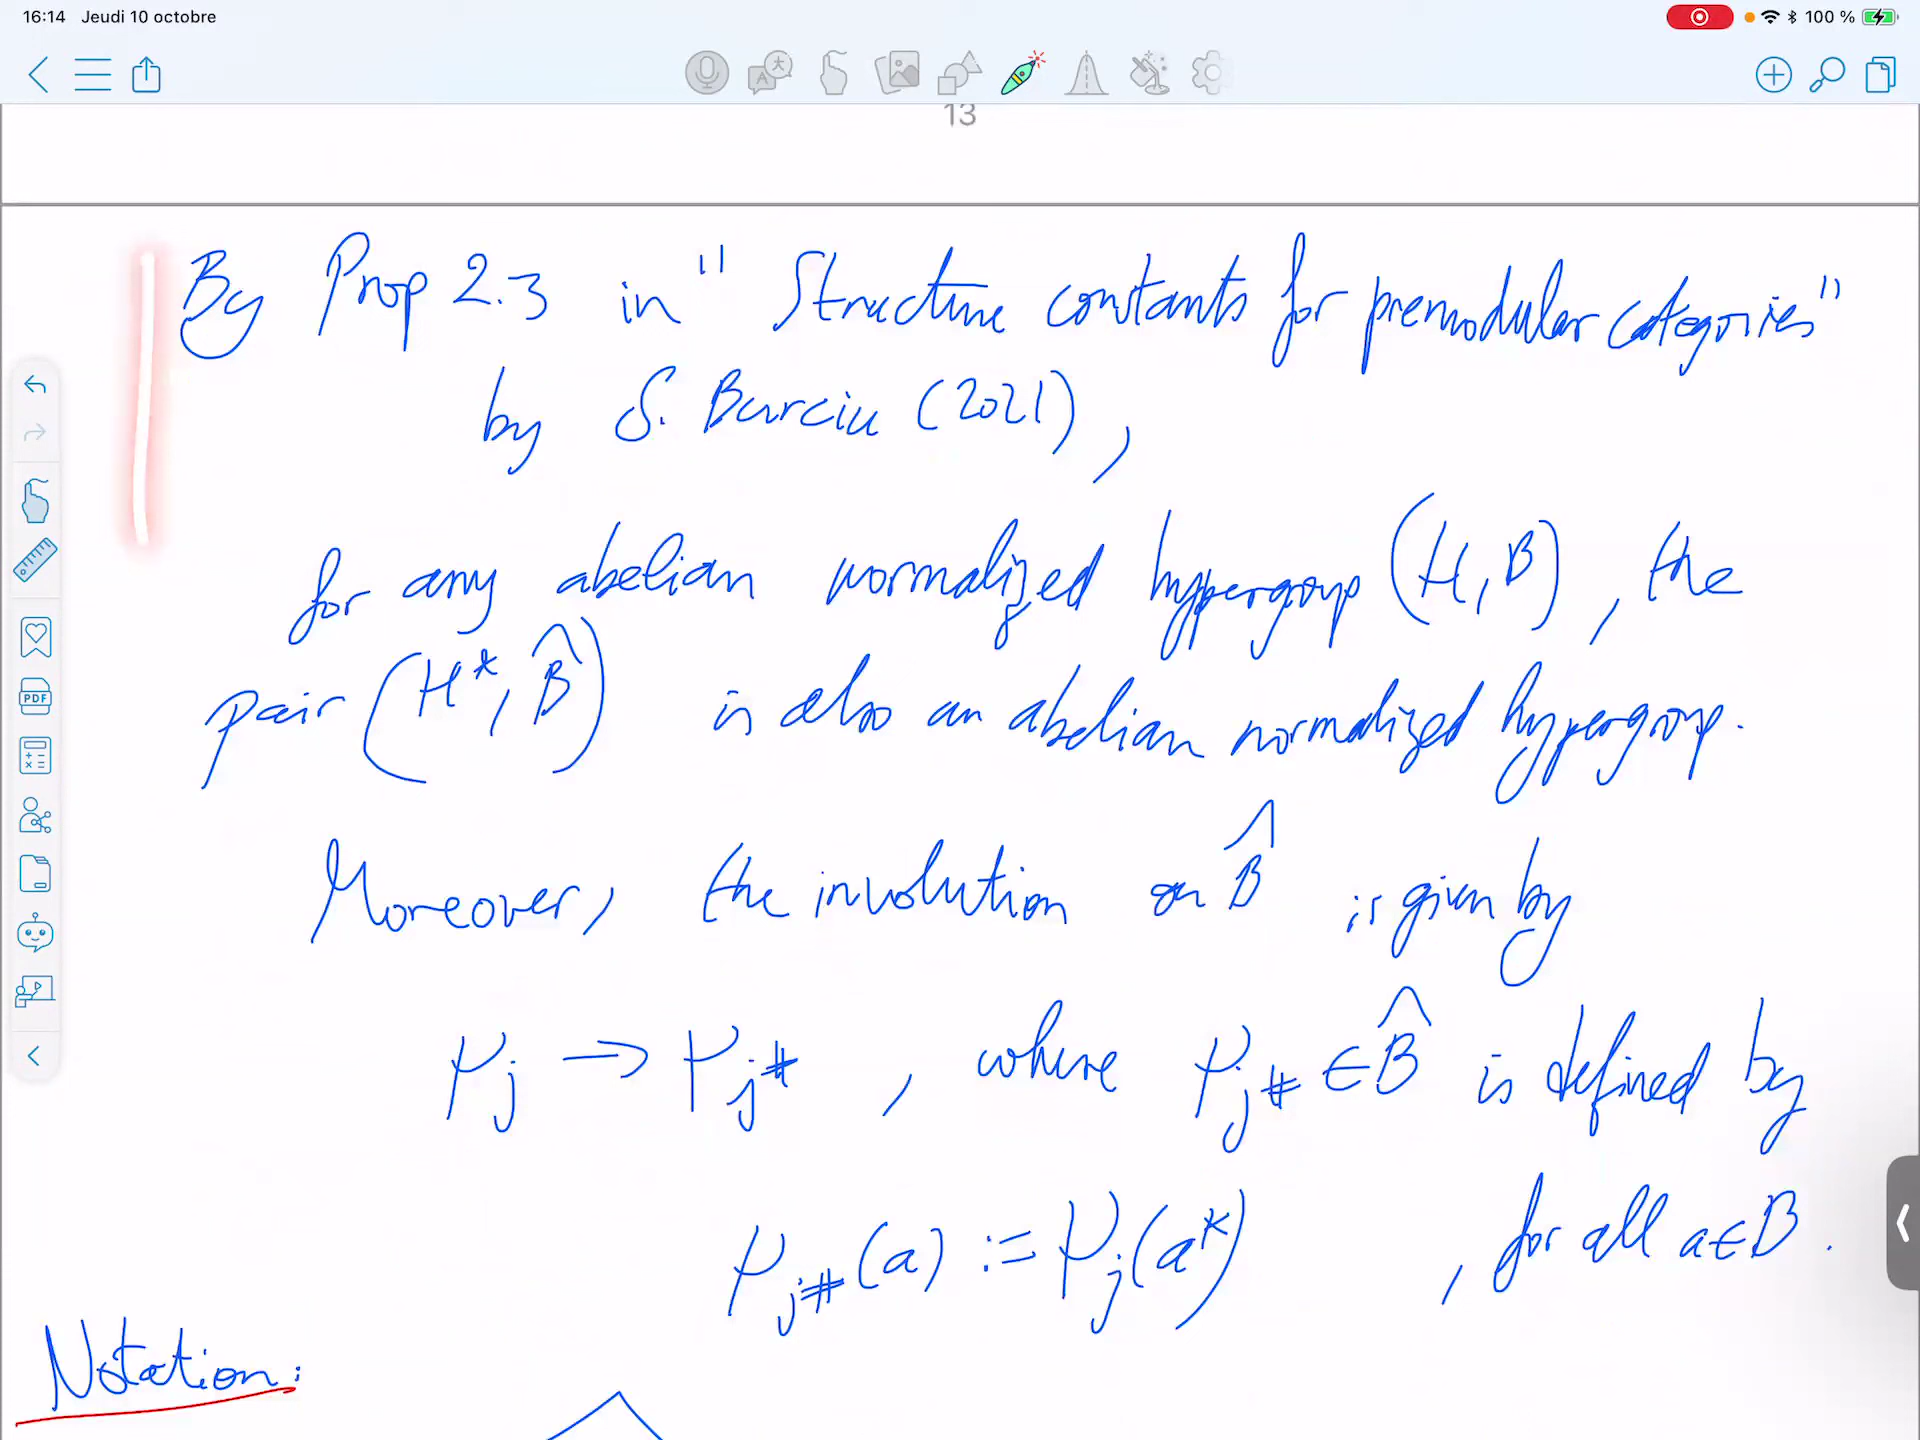 16:14 Jeudi 10 octobre
100 %
13
By Prop 2.3 in "Structure constants for premodular categories"
by S. Burciu (2021),
for any abelian normalized hypergroup (H, B), the
pair (H*, B̂) is also an abelian normalized hypergroup.
Moreover, the involution on B̂ is given by
μj → μj# , where μj# ∈ B̂ is defined by
μj# (a) := μj(a*) , for all a∈B.
Notation:
PDF